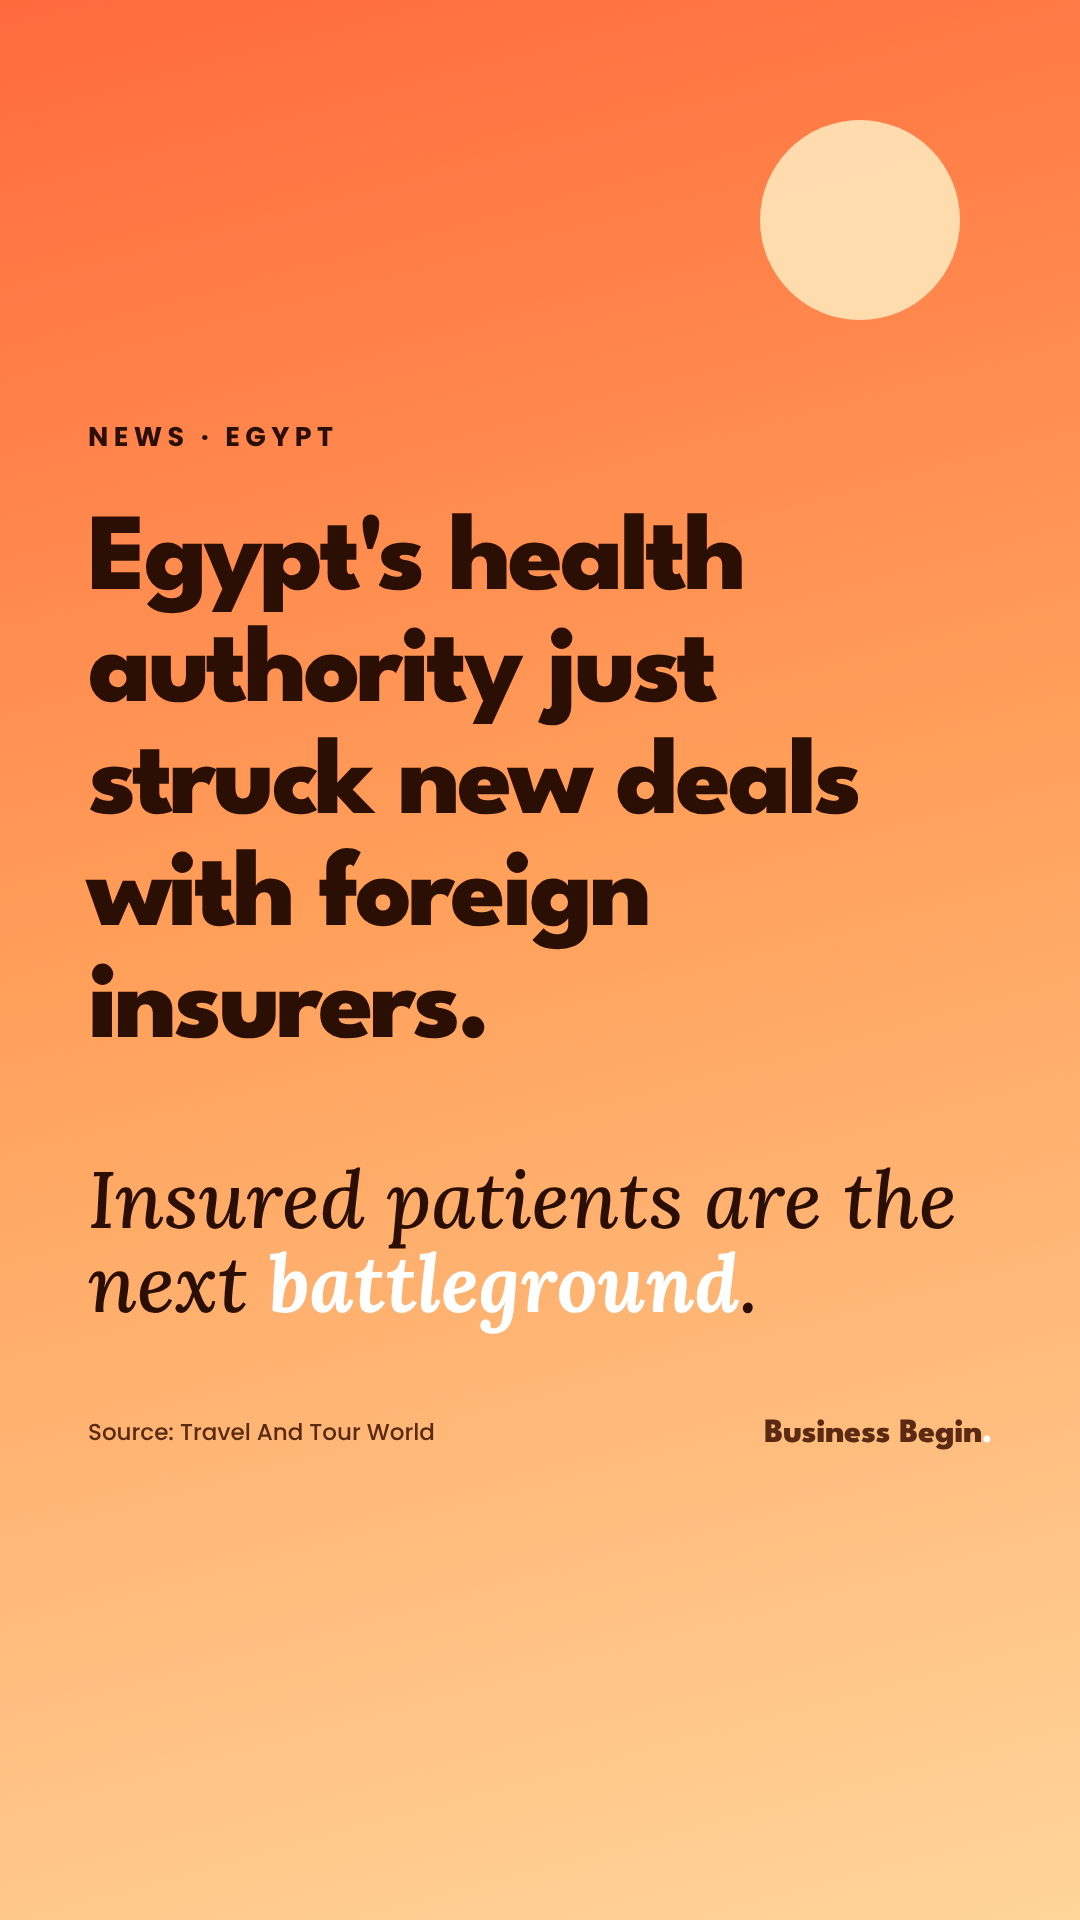 NEWS · EGYPT
Egypt's health
authority just
struck new deals
with foreign
insurers.
Insured patients are the
next battleground.
Source: Travel And Tour World
Business Begin.